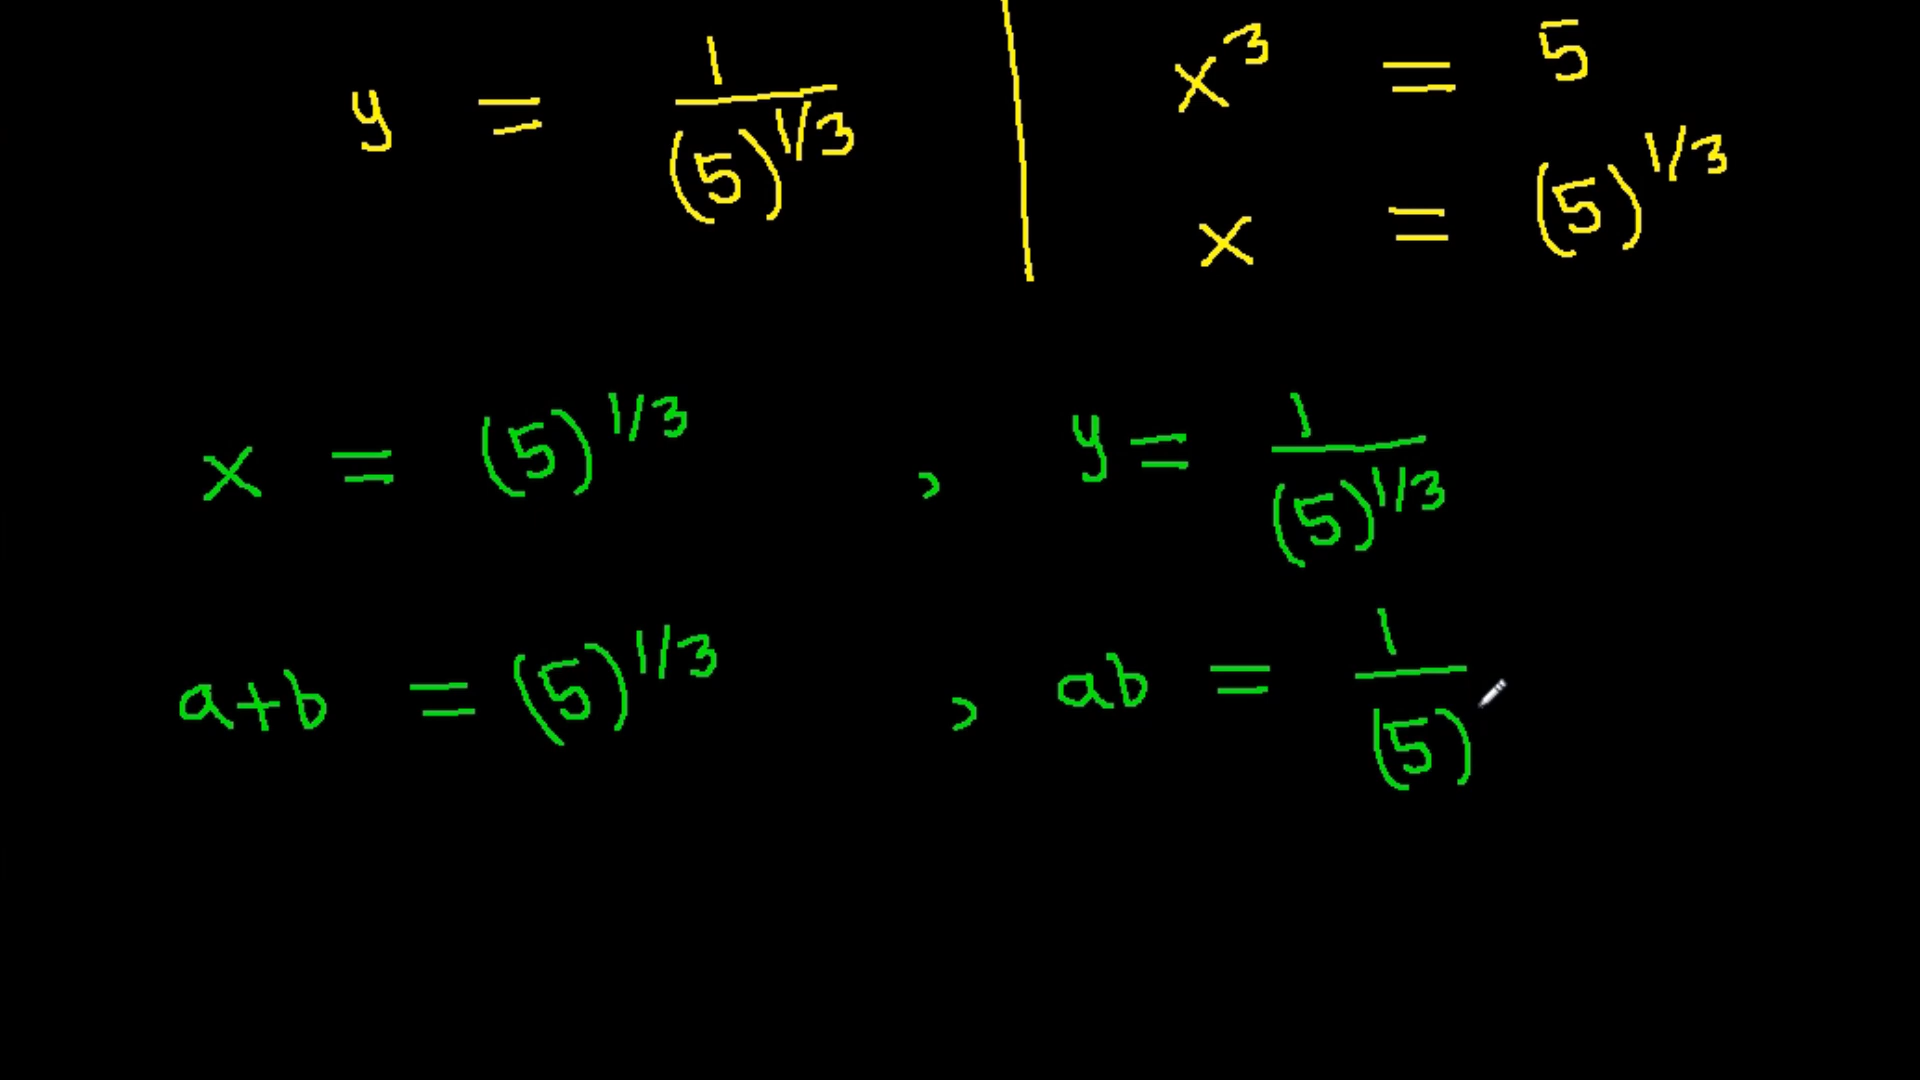 y = 1/(5)^1/3 | x^3 = 5
x = (5)^1/3
x = (5)^1/3 , y = 1/(5)^1/3
a+b = (5)^1/3 , ab = 1/(5)